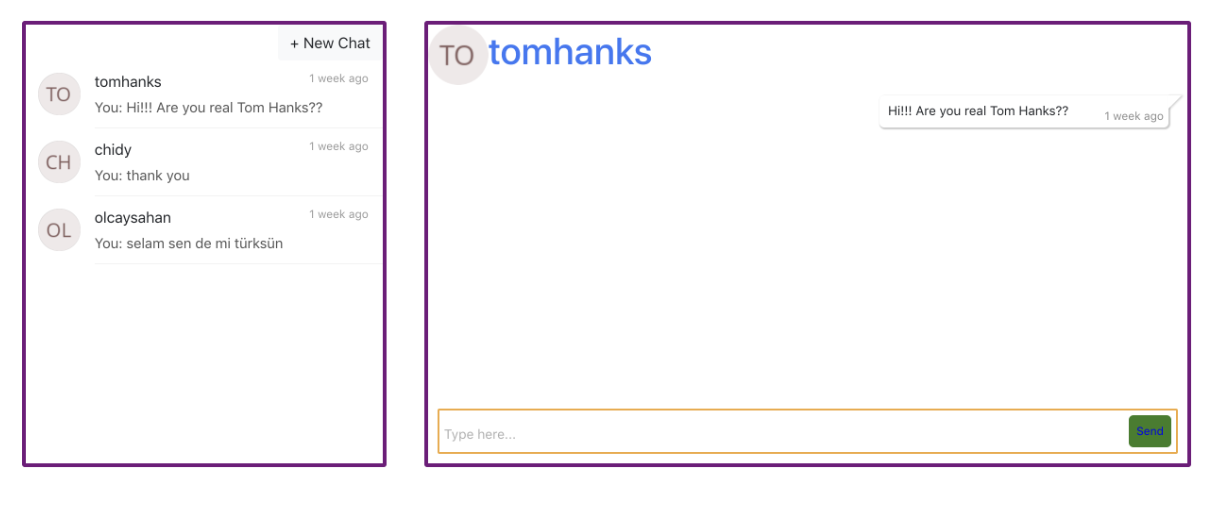 + New Chat
TO
tomhanks
1 week ago
You: Hi!!! Are you real Tom Hanks??
CH
chidy
1 week ago
You: thank you
OL
olcaysahan
1 week ago
You: selam sen de mi türksün
TO
tomhanks
Hi!!! Are you real Tom Hanks??
1 week ago
Type here...
Send